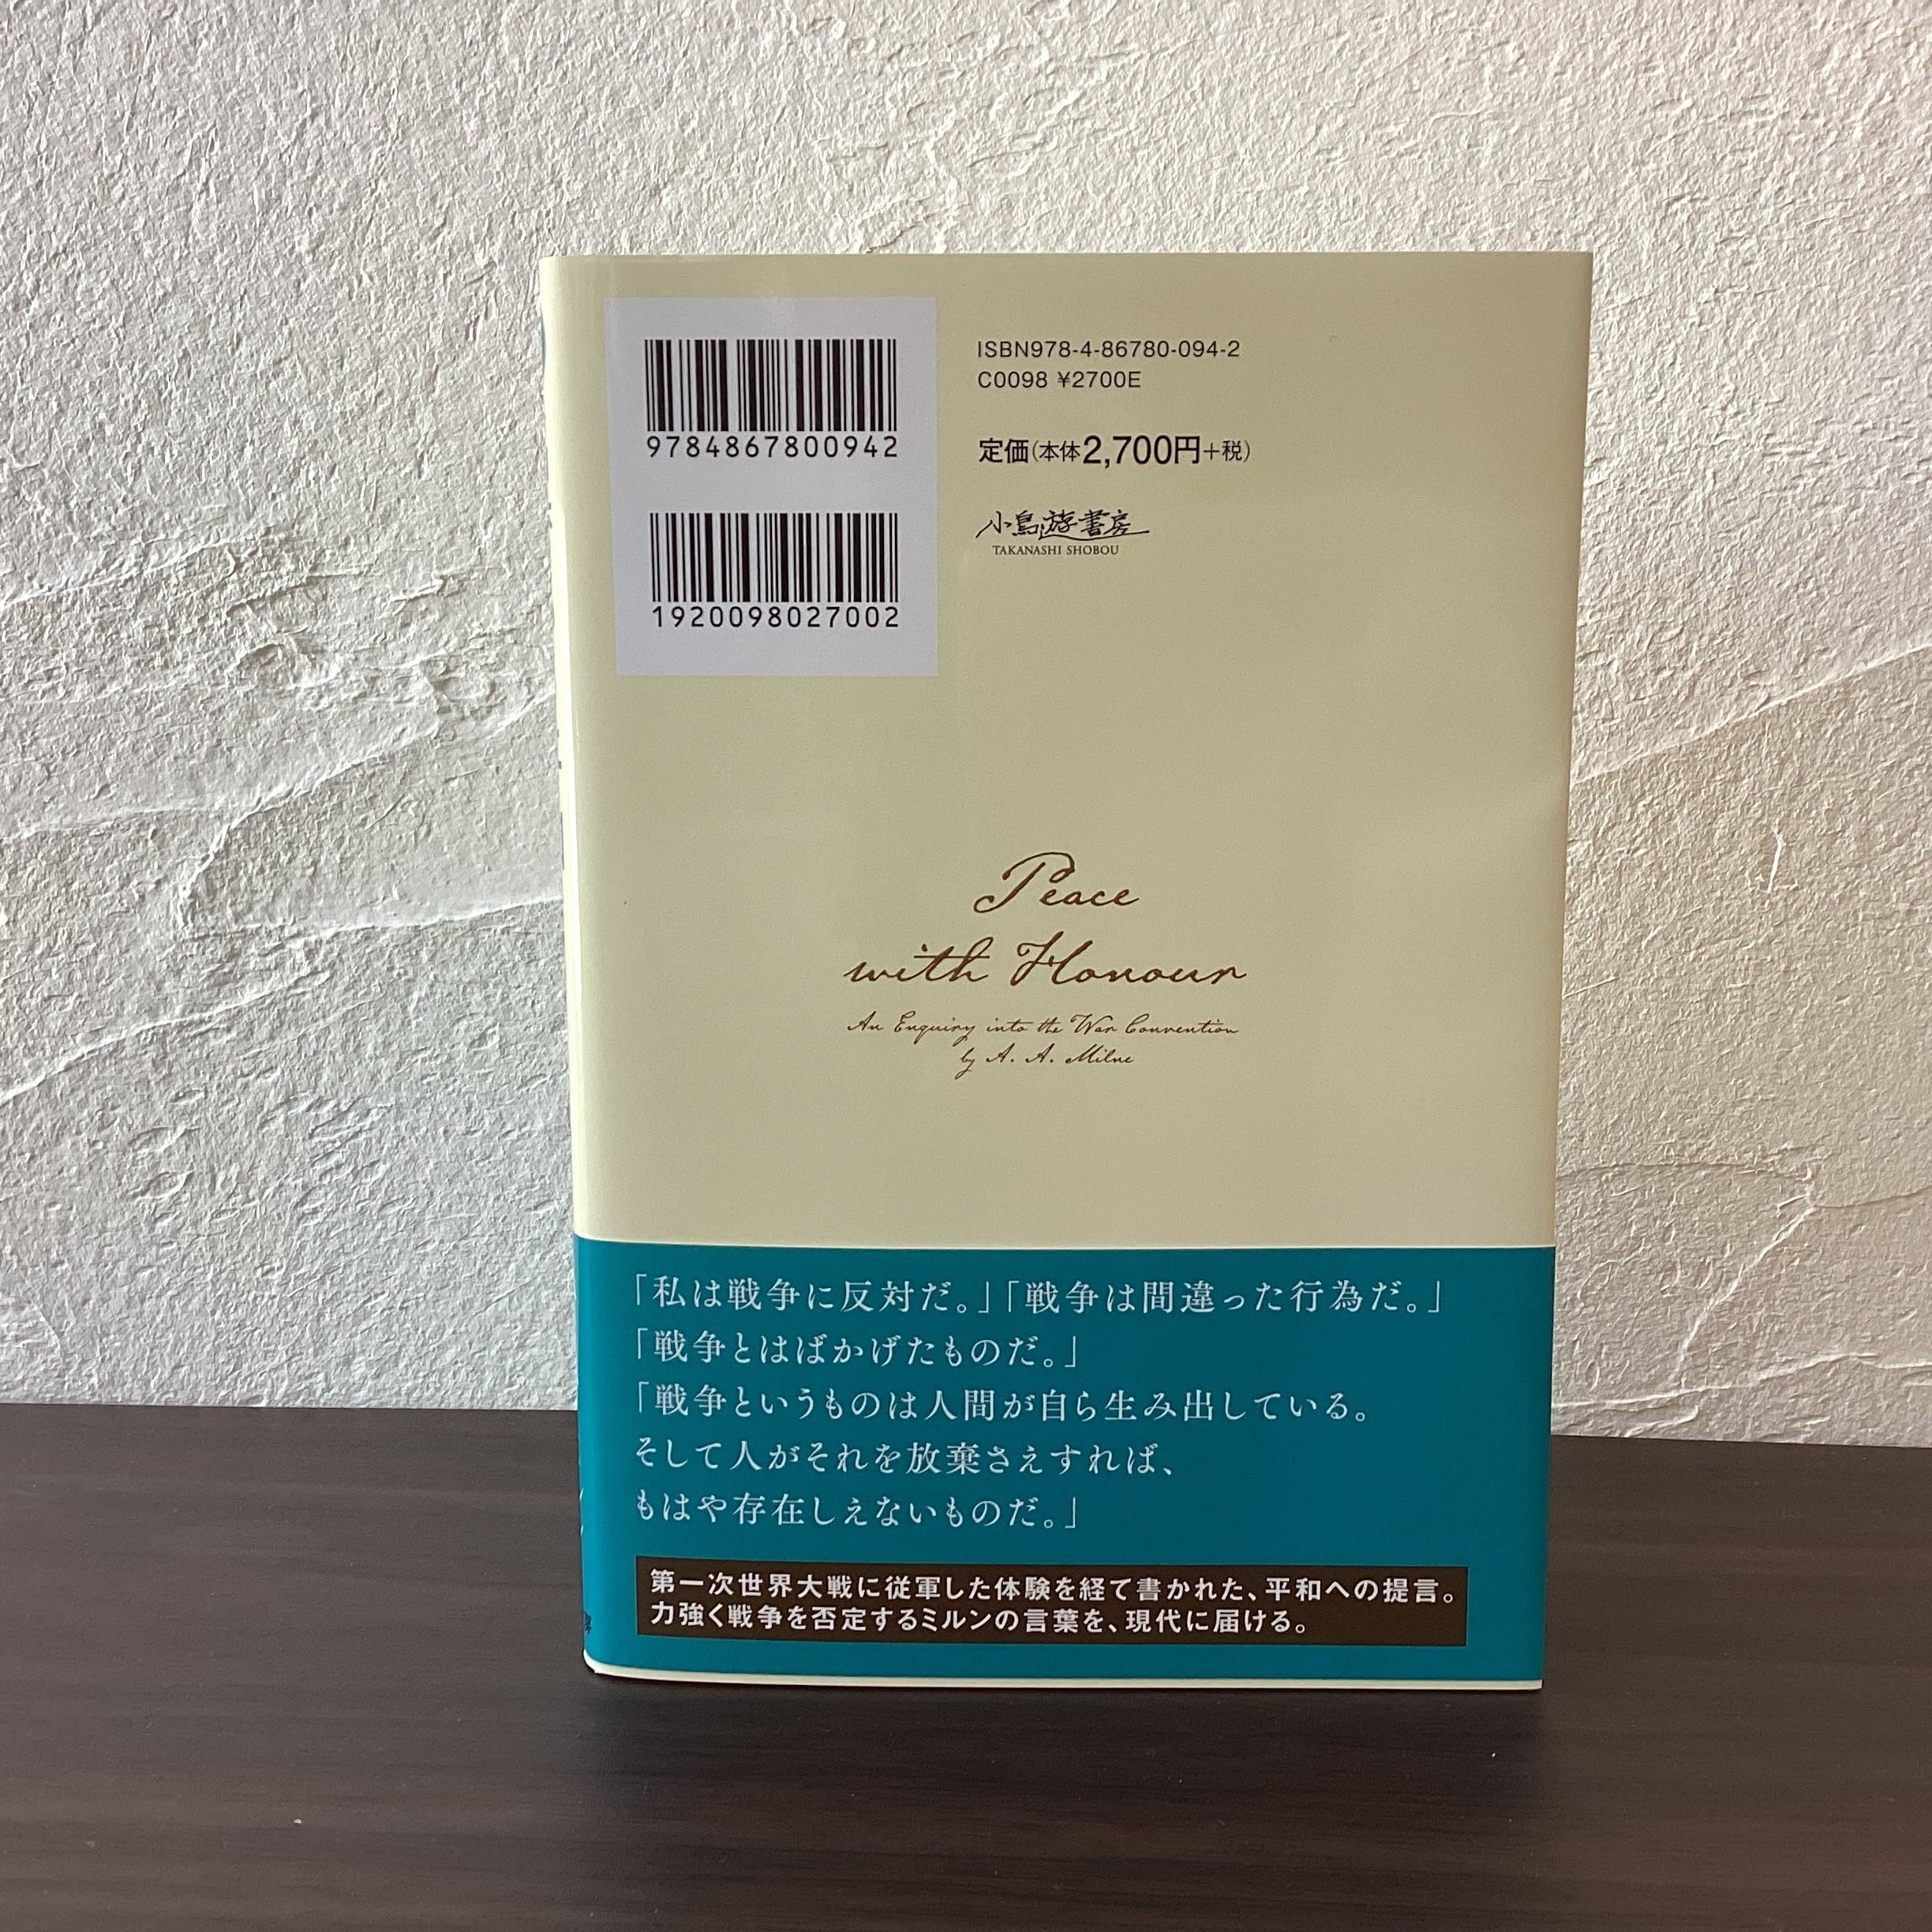 9784867800942
1920098027002
ISBN978-4-86780-094-2
C0098 ¥2700E
定価(本体2,700円+税)
小鳥遊書房
TAKANASHI SHOBOU
Peace
with Honour
An Enquiry into the War Convention
by A. A. Milne
「私は戦争に反対だ。」「戦争は間違った行為だ。」
「戦争とはばかげたものだ。」
「戦争というものは人間が自ら生み出している。
そして人がそれを放棄さえすれば、
もはや存在しえないものだ。」
第一次世界大戦に従軍した体験を経て書かれた、平和への提言。
力強く戦争を否定するミルンの言葉を、現代に届ける。